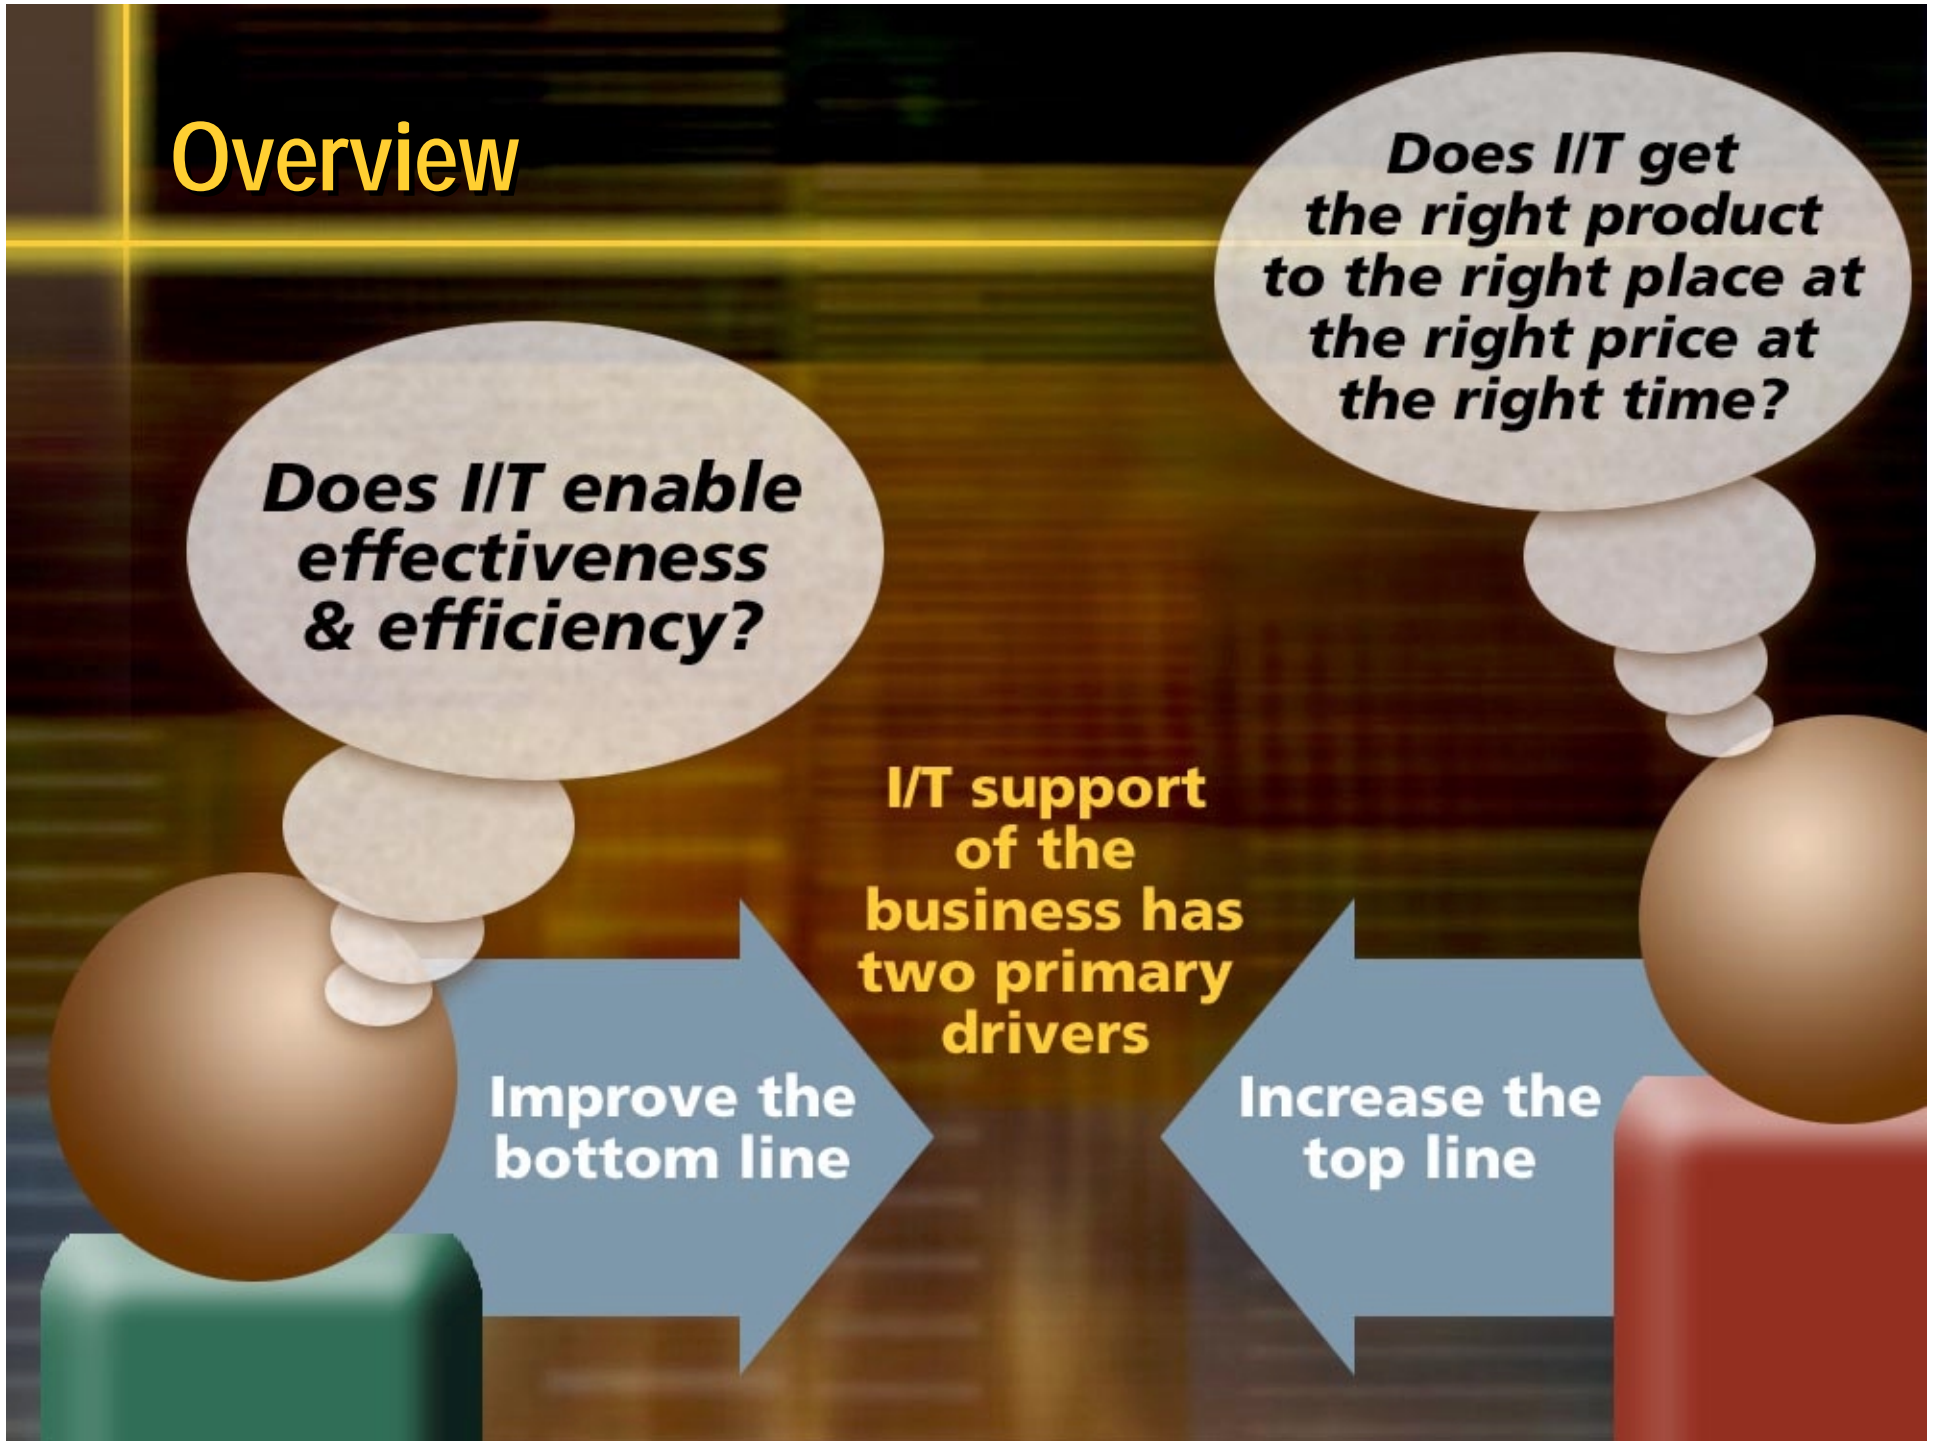 Overview
Does I/T get
the right product
to the right place at
the right price at
the right time?
Does I/T enable
effectiveness
& efficiency?
I/T support
of the
business has
two primary
drivers
Improve the
bottom line
Increase the
top line